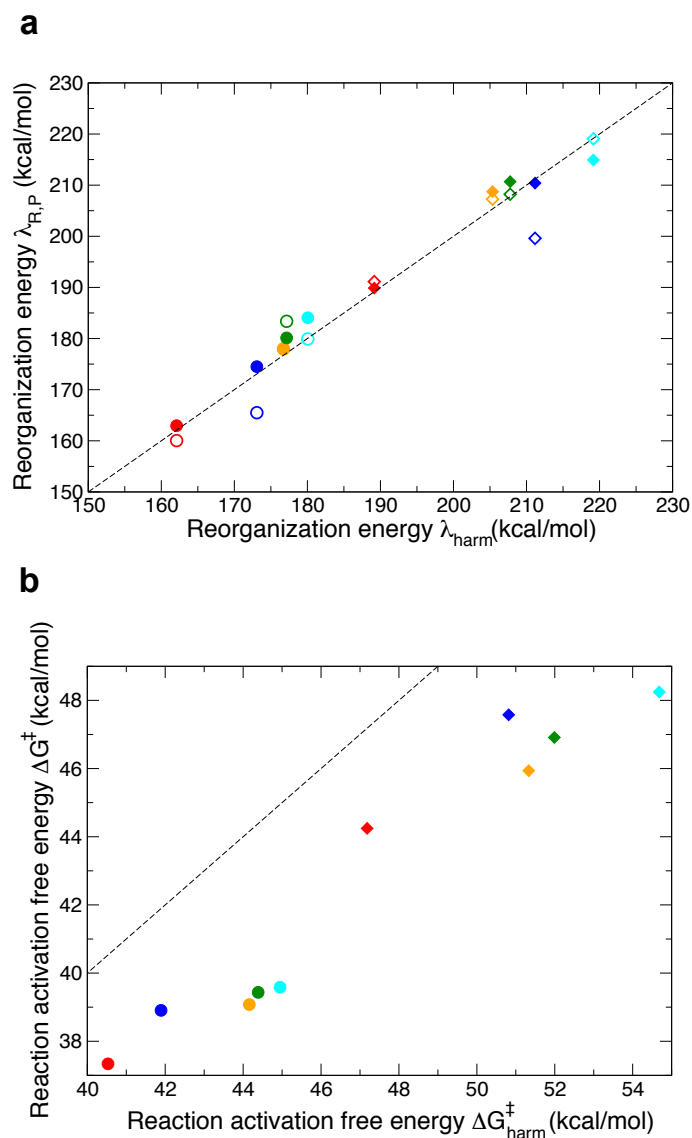 a
230
220
210
200
190
180
170
160
150
Reorganization energy λR,P (kcal/mol)
150 160 170 180 190 200 210 220 230
Reorganization energy λharm(kcal/mol)
b
48
46
44
42
40
38
Reaction activation free energy ΔG‡ (kcal/mol)
40 42 44 46 48 50 52 54
Reaction activation free energy ΔG‡harm(kcal/mol)